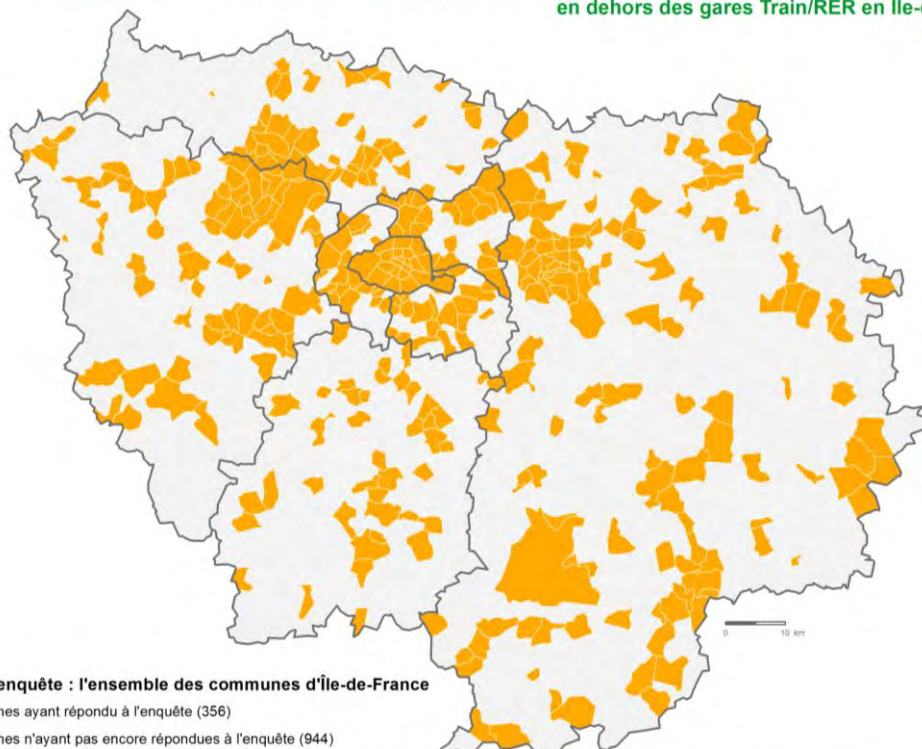 en dehors des gares Train/RER en Ile-
0 10 km
enquête : l'ensemble des communes d'Île-de-France
nes ayant répondu à l'enquête (356)
nes n'ayant pas encore répondues à l'enquête (944)